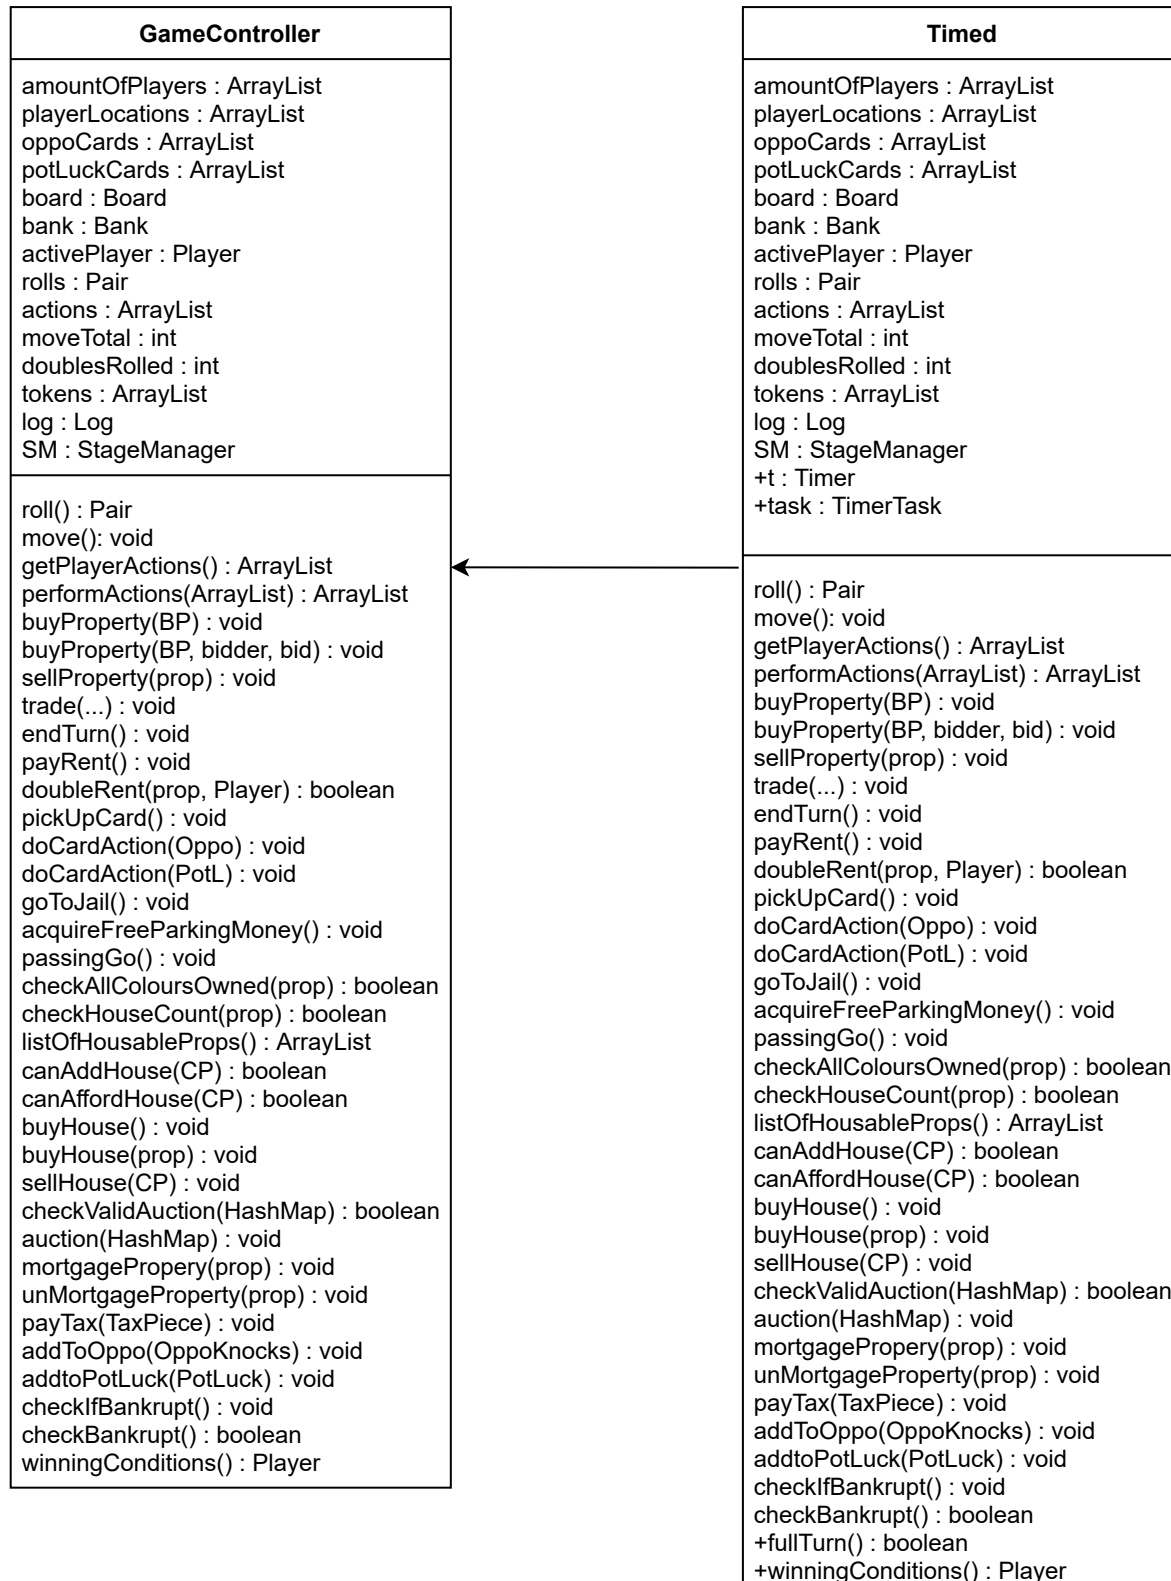 GameController
amountOfPlayers : ArrayList
playerLocations : ArrayList
oppoCards : ArrayList
potLuckCards : ArrayList
board : Board
bank : Bank
activePlayer : Player
rolls : Pair
actions : ArrayList
moveTotal : int
doublesRolled : int
tokens : ArrayList
log : Log
SM : StageManager
roll() : Pair
move(): void
getPlayerActions() : ArrayList
performActions(ArrayList) : ArrayList
buyProperty(BP) : void
buyProperty(BP, bidder, bid) : void
sellProperty(prop) : void
trade(...) : void
endTurn() : void
payRent() : void
doubleRent(prop, Player) : boolean
pickUpCard() : void
doCardAction(Oppo) : void
doCardAction(PotL) : void
goToJail() : void
acquireFreeParkingMoney() : void
passingGo() : void
checkAllColoursOwned(prop) : boolean
checkHouseCount(prop) : boolean
listOfHousableProps() : ArrayList
canAddHouse(CP) : boolean
canAffordHouse(CP) : boolean
buyHouse() : void
buyHouse(prop) : void
sellHouse(CP) : void
checkValidAuction(HashMap) : boolean
auction(HashMap) : void
mortgagePropery(prop) : void
unMortgageProperty(prop) : void
payTax(TaxPiece) : void
addToOppo(OppoKnocks) : void
addtoPotLuck(PotLuck) : void
checkIfBankrupt() : void
checkBankrupt() : boolean
winningConditions() : Player
Timed
amountOfPlayers : ArrayList
playerLocations : ArrayList
oppoCards : ArrayList
potLuckCards : ArrayList
board : Board
bank : Bank
activePlayer : Player
rolls : Pair
actions : ArrayList
moveTotal : int
doublesRolled : int
tokens : ArrayList
log : Log
SM : StageManager
+t : Timer
+task : TimerTask
roll() : Pair
move(): void
getPlayerActions() : ArrayList
performActions(ArrayList) : ArrayList
buyProperty(BP) : void
buyProperty(BP, bidder, bid) : void
sellProperty(prop) : void
trade(...) : void
endTurn() : void
payRent() : void
doubleRent(prop, Player) : boolean
pickUpCard() : void
doCardAction(Oppo) : void
doCardAction(PotL) : void
goToJail() : void
acquireFreeParkingMoney() : void
passingGo() : void
checkAllColoursOwned(prop) : boolean
checkHouseCount(prop) : boolean
listOfHousableProps() : ArrayList
canAddHouse(CP) : boolean
canAffordHouse(CP) : boolean
buyHouse() : void
buyHouse(prop) : void
sellHouse(CP) : void
checkValidAuction(HashMap) : boolean
auction(HashMap) : void
mortgagePropery(prop) : void
unMortgageProperty(prop) : void
payTax(TaxPiece) : void
addToOppo(OppoKnocks) : void
addtoPotLuck(PotLuck) : void
checkIfBankrupt() : void
checkBankrupt() : boolean
+fullTurn() : boolean
+winningConditions() : Player